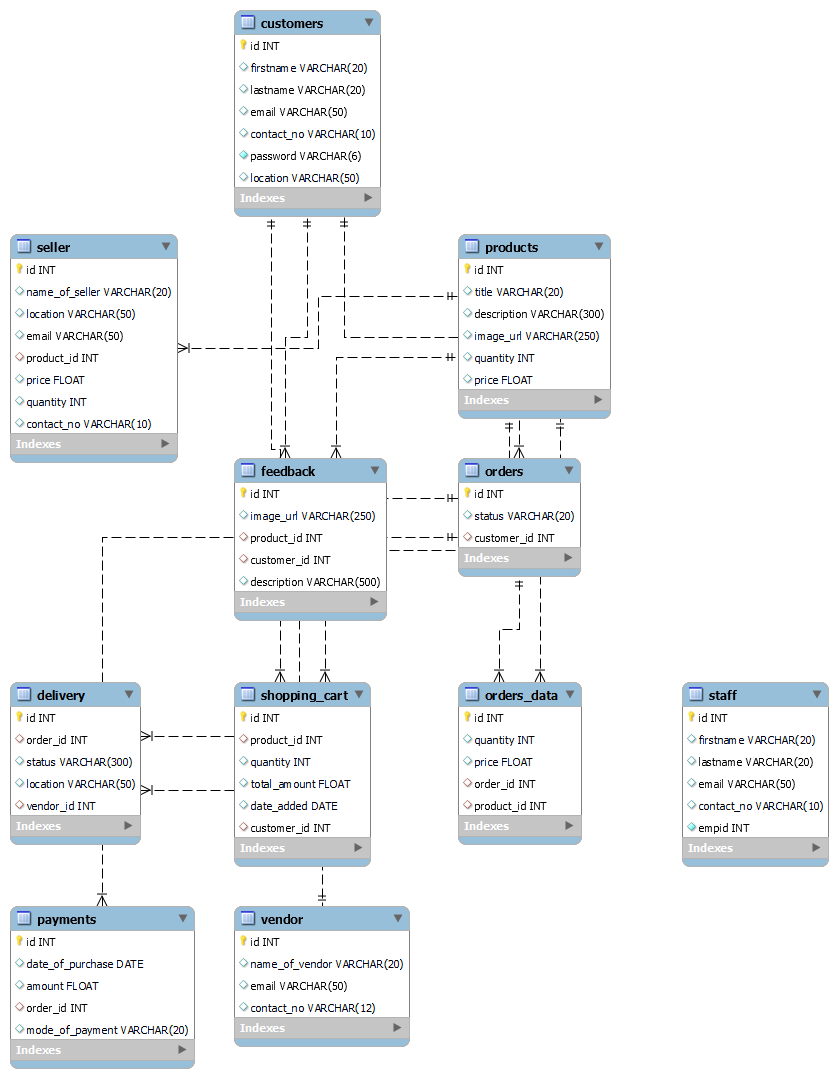 customers
id INT
firstname VARCHAR(20)
lastname VARCHAR(20)
email VARCHAR(50)
contact_no VARCHAR(10)
password VARCHAR(6)
location VARCHAR(50)
Indexes
seller
id INT
name_of_seller VARCHAR(20)
location VARCHAR(50)
email VARCHAR(50)
product_id INT
price FLOAT
quantity INT
contact_no VARCHAR(10)
Indexes
products
id INT
title VARCHAR(20)
description VARCHAR(300)
image_url VARCHAR(250)
quantity INT
price FLOAT
Indexes
feedback
id INT
image_url VARCHAR(250)
product_id INT
customer_id INT
description VARCHAR(500)
Indexes
orders
id INT
status VARCHAR(20)
customer_id INT
Indexes
delivery
id INT
order_id INT
status VARCHAR(300)
location VARCHAR(50)
vendor_id INT
Indexes
shopping_cart
id INT
product_id INT
quantity INT
total_amount FLOAT
date_added DATE
customer_id INT
Indexes
orders_data
id INT
quantity INT
price FLOAT
order_id INT
product_id INT
Indexes
staff
id INT
firstname VARCHAR(20)
lastname VARCHAR(20)
email VARCHAR(50)
contact_no VARCHAR(10)
empid INT
Indexes
payments
id INT
date_of_purchase DATE
amount FLOAT
order_id INT
mode_of_payment VARCHAR(20)
Indexes
vendor
id INT
name_of_vendor VARCHAR(20)
email VARCHAR(50)
contact_no VARCHAR(12)
Indexes